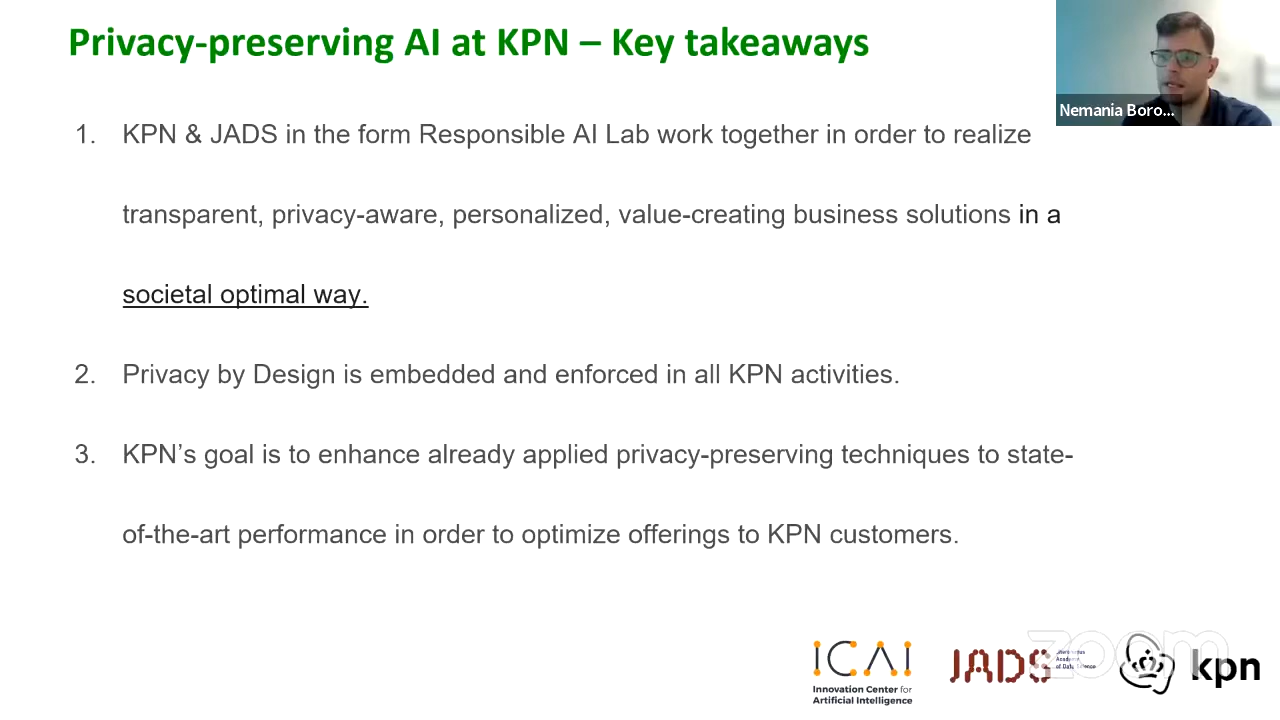 Privacy-preserving AI at KPN – Key takeaways
Nemania Boro...
1. KPN & JADS in the form Responsible AI Lab work together in order to realize
transparent, privacy-aware, personalized, value-creating business solutions in a
societal optimal way.
2. Privacy by Design is embedded and enforced in all KPN activities.
3. KPN’s goal is to enhance already applied privacy-preserving techniques to state-
of-the-art performance in order to optimize offerings to KPN customers.
zoom
ICAI
Innovation Center for
Artificial Intelligence
JADS
Academy
of Data
kpn